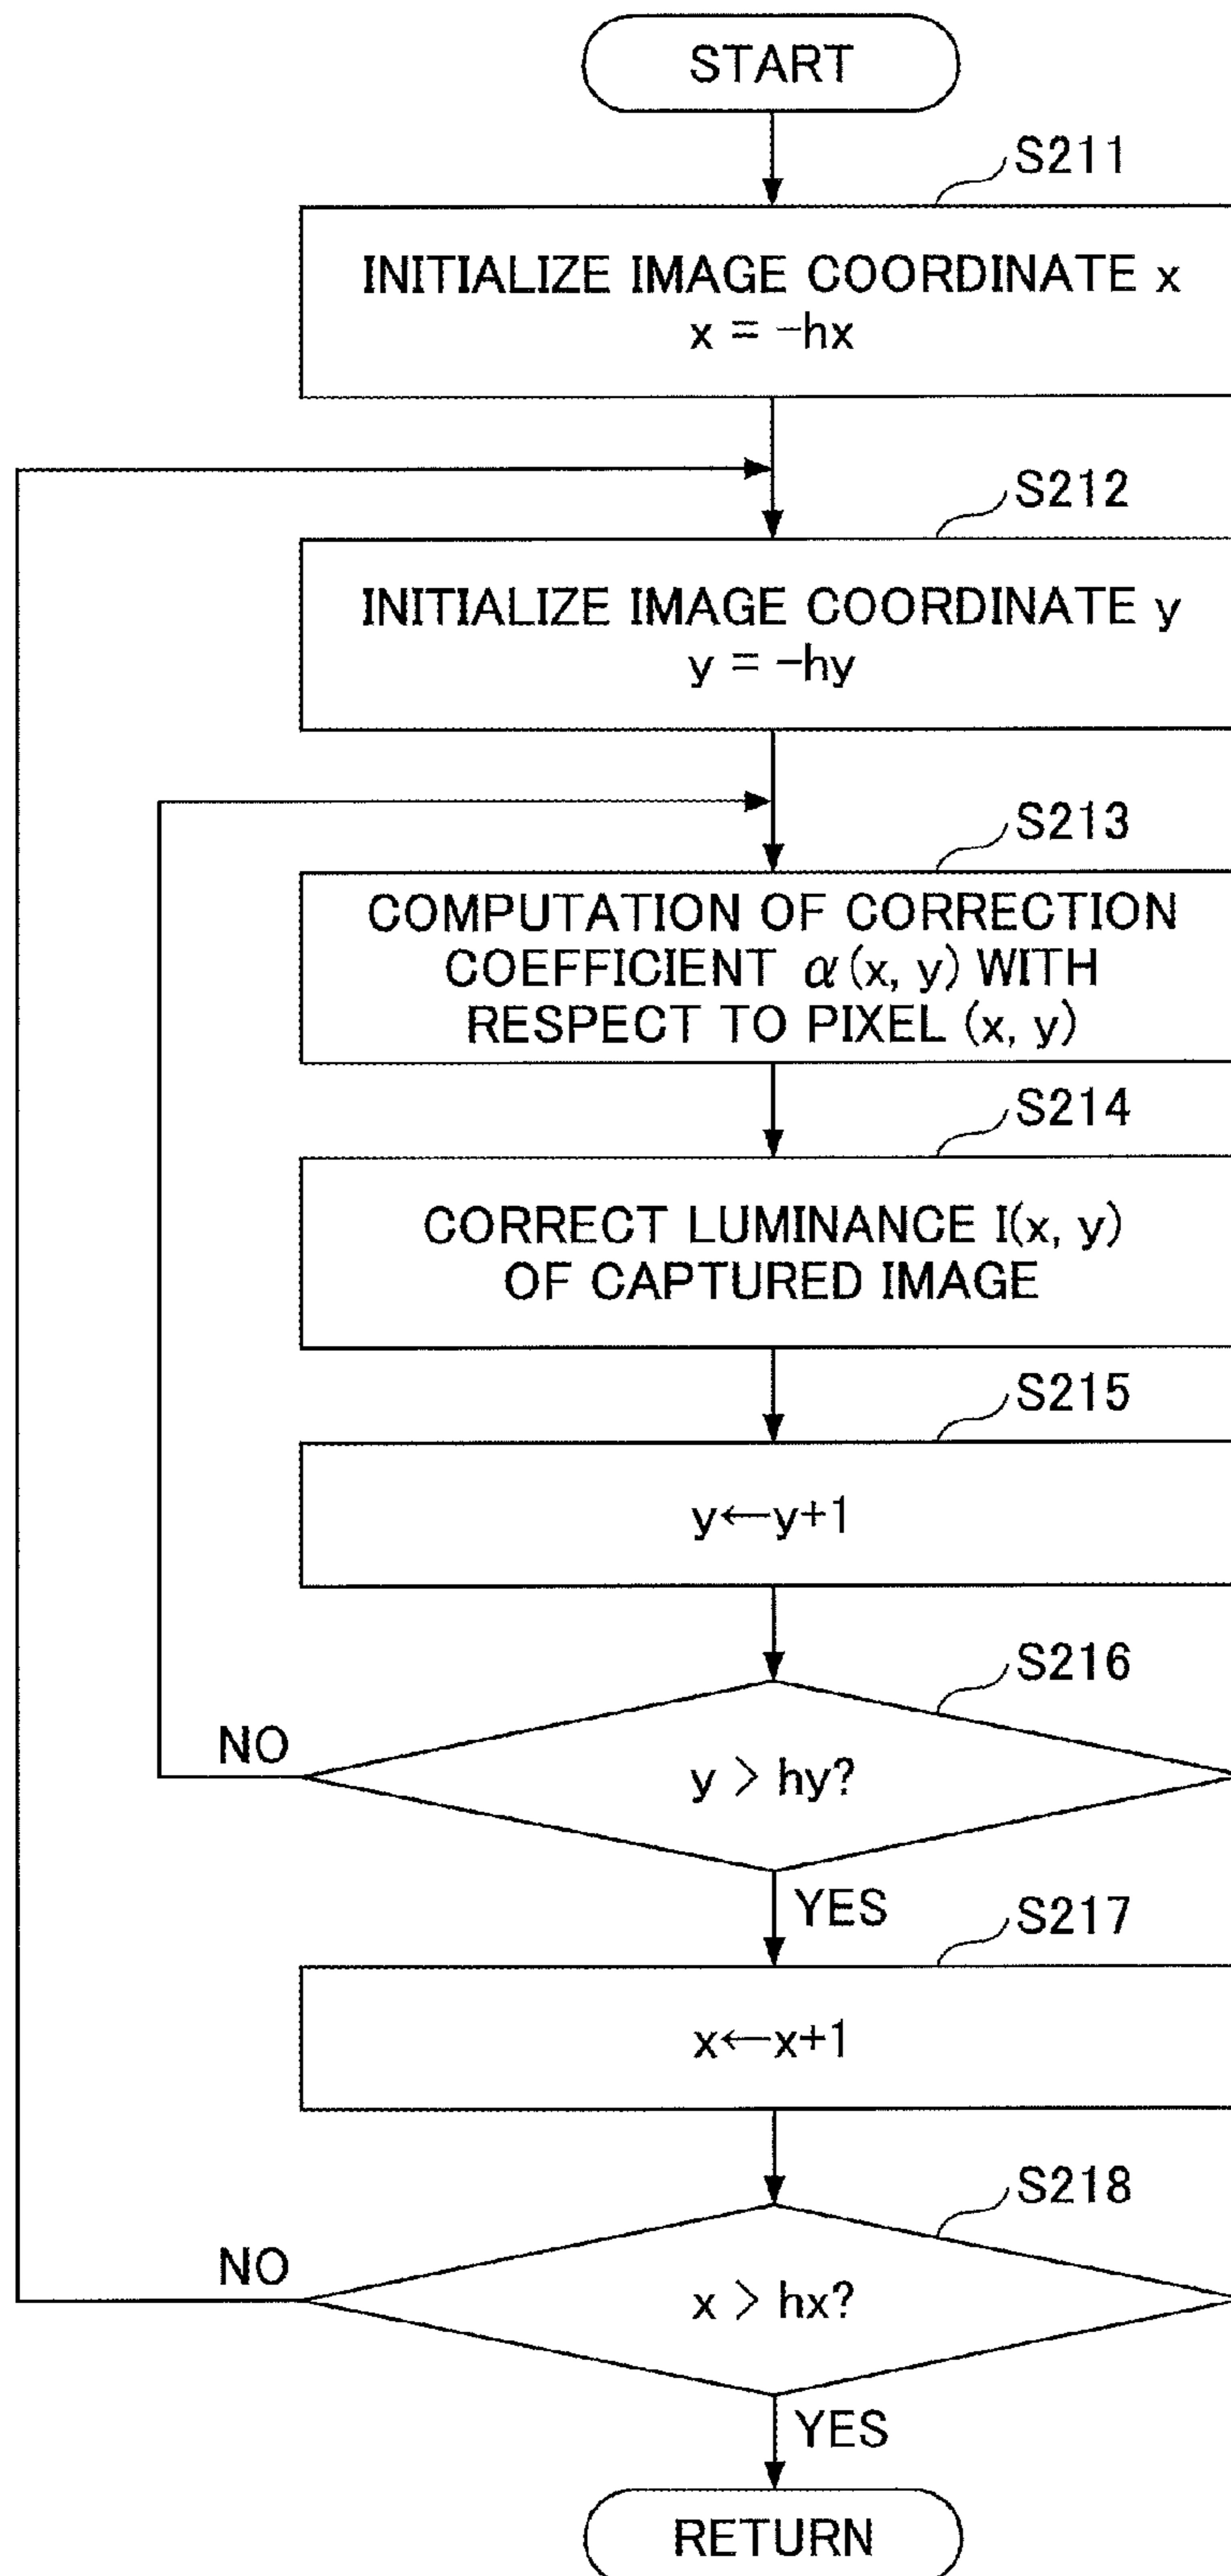 START
S211
INITIALIZE IMAGE COORDINATE x
x = -hx
S212
INITIALIZE IMAGE COORDINATE y
y = -hy
S213
COMPUTATION OF CORRECTION
COEFFICIENT α(x, y) WITH
RESPECT TO PIXEL (x, y)
S214
CORRECT LUMINANCE I(x, y)
OF CAPTURED IMAGE
S215
y←y+1
S216
NO
y > hy?
YES
S217
x←x+1
S218
NO
x > hx?
YES
RETURN